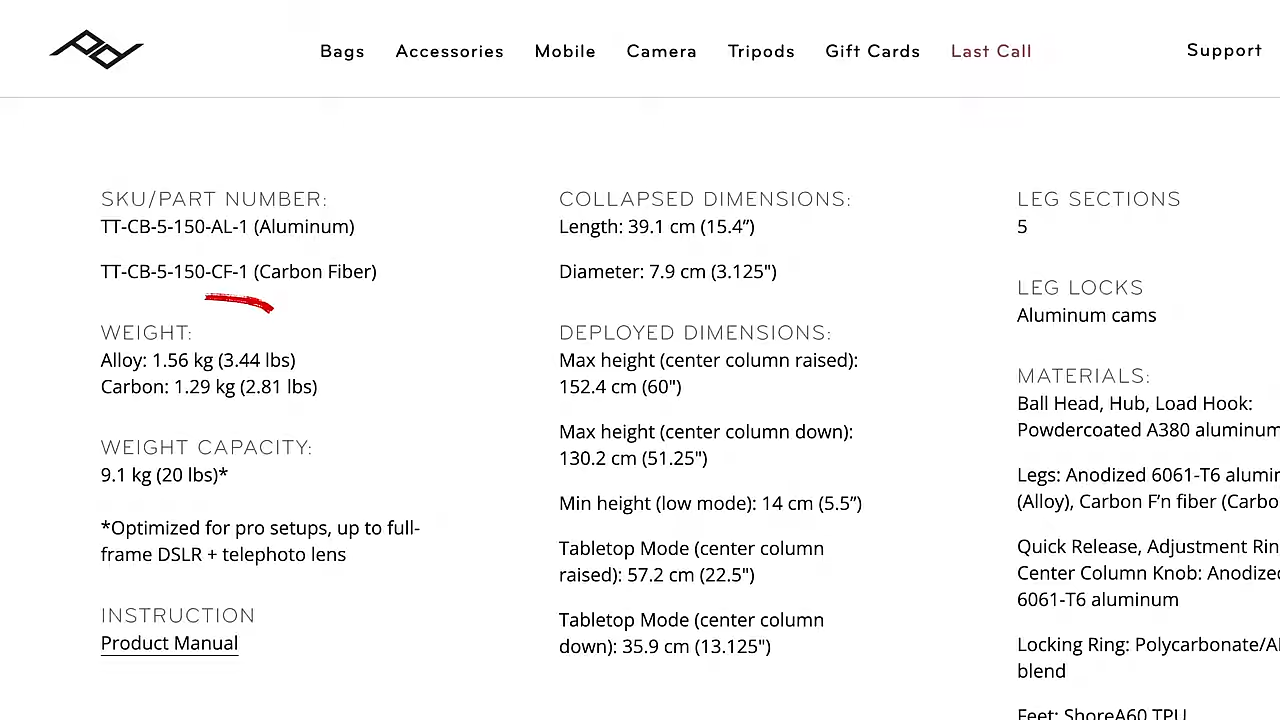 Bags Accessories Mobile Camera Tripods Gift Cards Last Call Support
SKU/PART NUMBER:
TT-CB-5-150-AL-1 (Aluminum)
TT-CB-5-150-CF-1 (Carbon Fiber)
WEIGHT:
Alloy: 1.56 kg (3.44 lbs)
Carbon: 1.29 kg (2.81 lbs)
WEIGHT CAPACITY:
9.1 kg (20 lbs)*
*Optimized for pro setups, up to full-
frame DSLR + telephoto lens
INSTRUCTION
Product Manual
COLLAPSED DIMENSIONS:
Length: 39.1 cm (15.4”)
Diameter: 7.9 cm (3.125")
DEPLOYED DIMENSIONS:
Max height (center column raised):
152.4 cm (60")
Max height (center column down):
130.2 cm (51.25")
Min height (low mode): 14 cm (5.5”)
Tabletop Mode (center column
raised): 57.2 cm (22.5")
Tabletop Mode (center column
down): 35.9 cm (13.125")
LEG SECTIONS
5
LEG LOCKS
Aluminum cams
MATERIALS:
Ball Head, Hub, Load Hook:
Powdercoated A380 aluminum
Legs: Anodized 6061-T6 alumin
(Alloy), Carbon F’n fiber (Carbo
Quick Release, Adjustment Rin
Center Column Knob: Anodized
6061-T6 aluminum
Locking Ring: Polycarbonate/A
blend
Feet: ShoreA60 TPU